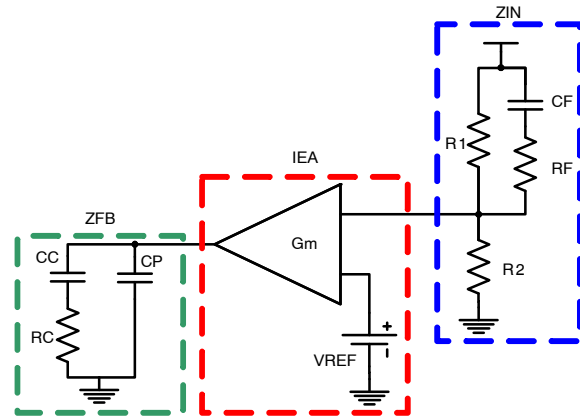 ZIN
CF
R1
RF
IEA
Gm
ZFB
CC
CP
R2
RC
+
VREF
-